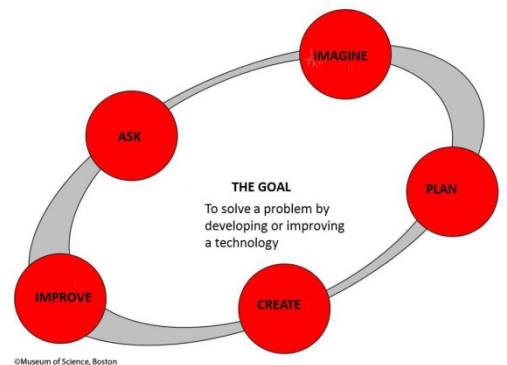 IMAGINE
ASK
PLAN
THE GOAL
To solve a problem by
developing or improving
a technology
IMPROVE
CREATE
©Museum of Science, Boston